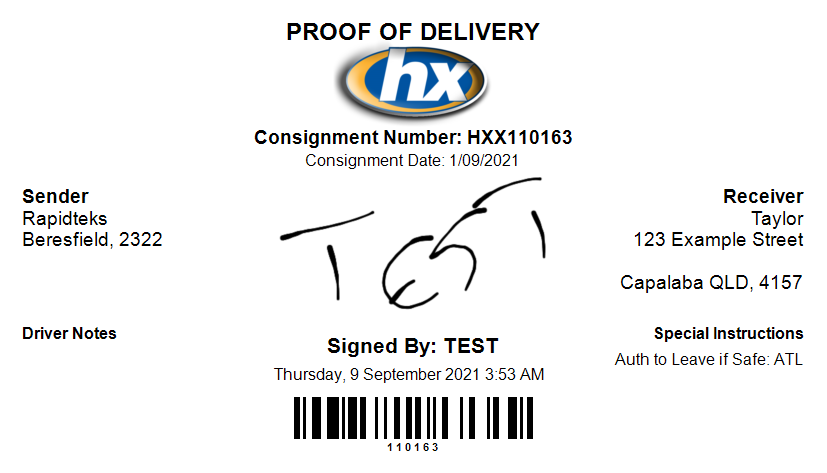 PROOF OF DELIVERY
hx
Consignment Number: HXX110163
Consignment Date: 1/09/2021
Sender
Rapidteks
Beresfield, 2322
Receiver
Taylor
123 Example Street
Capalaba QLD, 4157
TEST
Driver Notes
Signed By: TEST
Thursday, 9 September 2021 3:53 AM
Special Instructions
Auth to Leave if Safe: ATL
110163